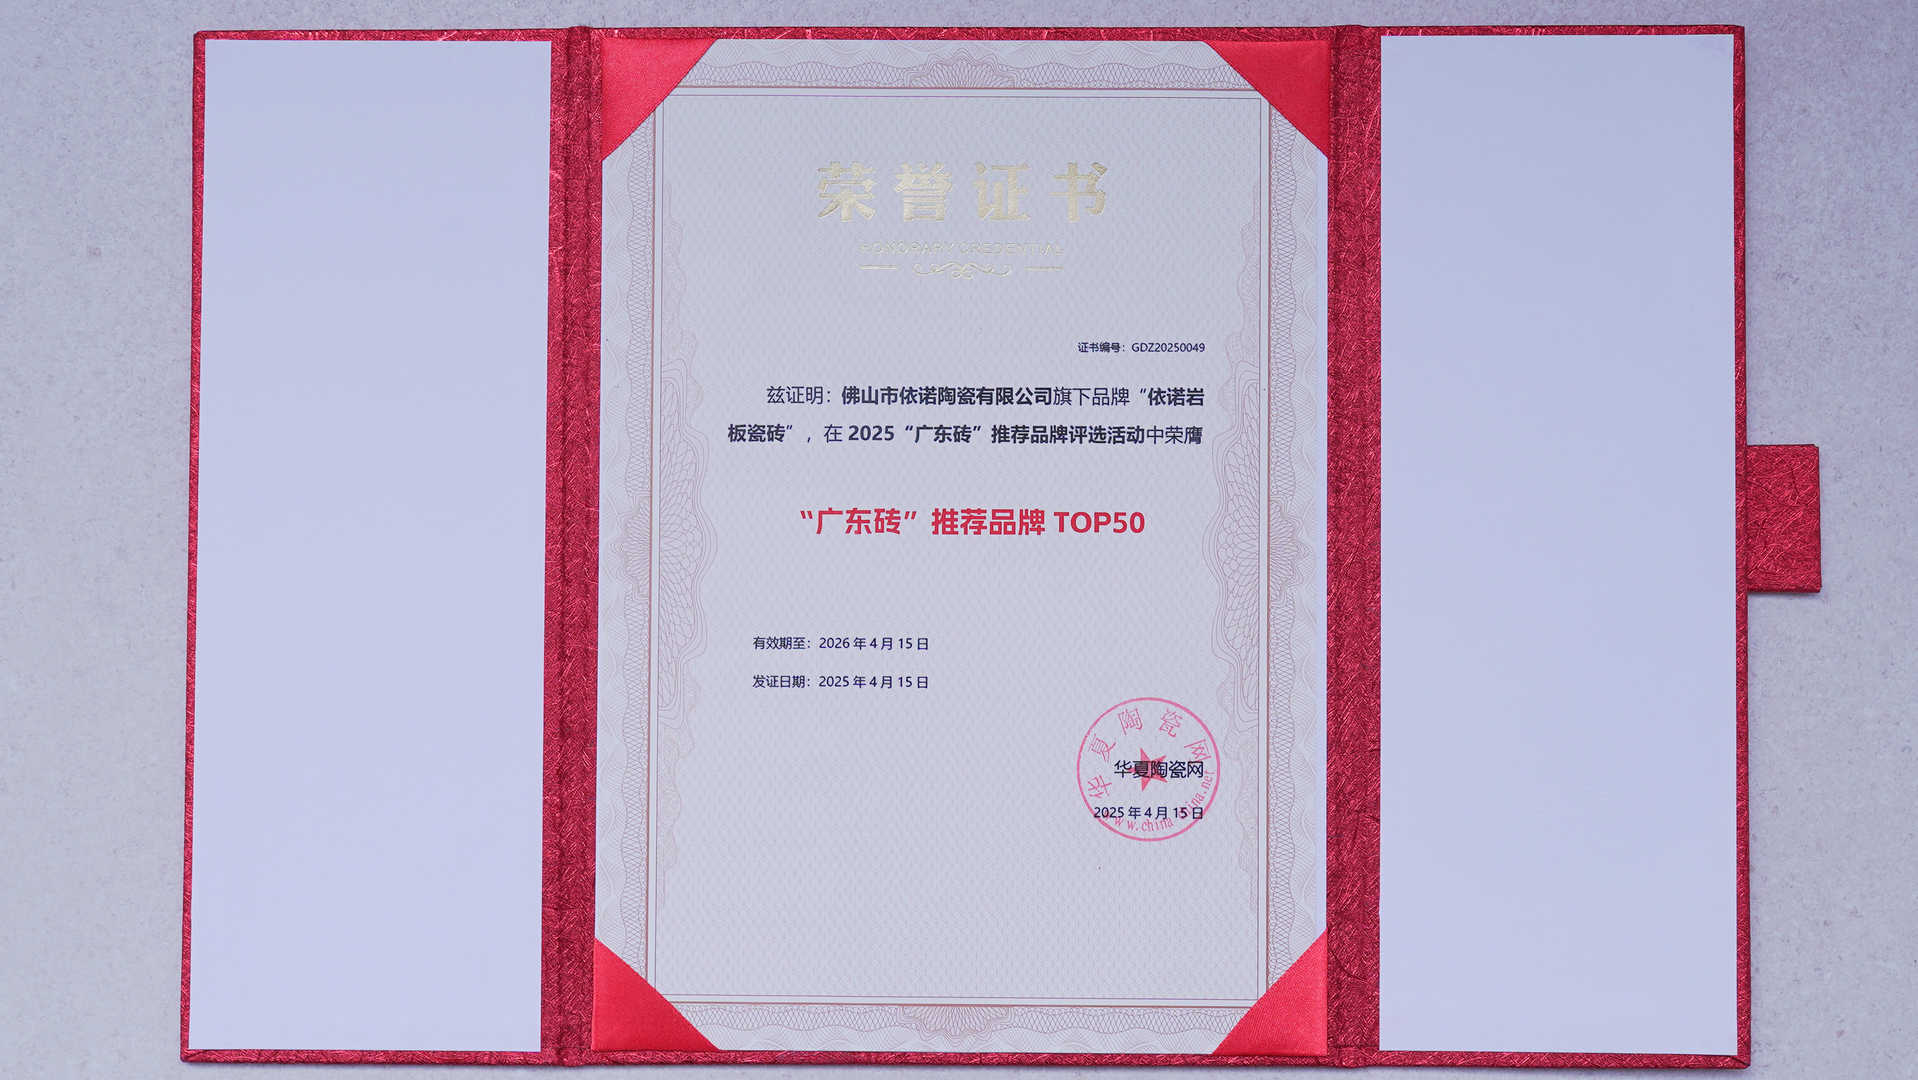 荣誉证书
HONORARY CREDENTIAL
证书编号：GDZ20250049
兹证明：佛山市依诺陶瓷有限公司旗下品牌“依诺岩
板瓷砖”，在 2025“广东砖”推荐品牌评选活动中荣膺
“广东砖”推荐品牌 TOP50
有效期至：2026 年 4 月 15 日
发证日期：2025 年 4 月 15 日
华夏陶瓷网
华夏陶瓷网
2025 年 4 月 15 日